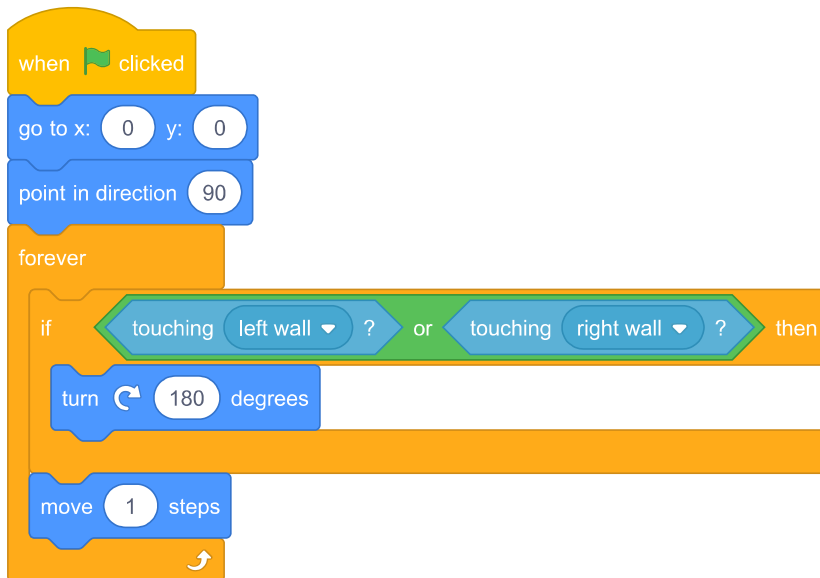 when clicked
go to x: 0 y: 0
point in direction 90
forever
if touching left wall ? or touching right wall ? then
turn 180 degrees
move 1 steps